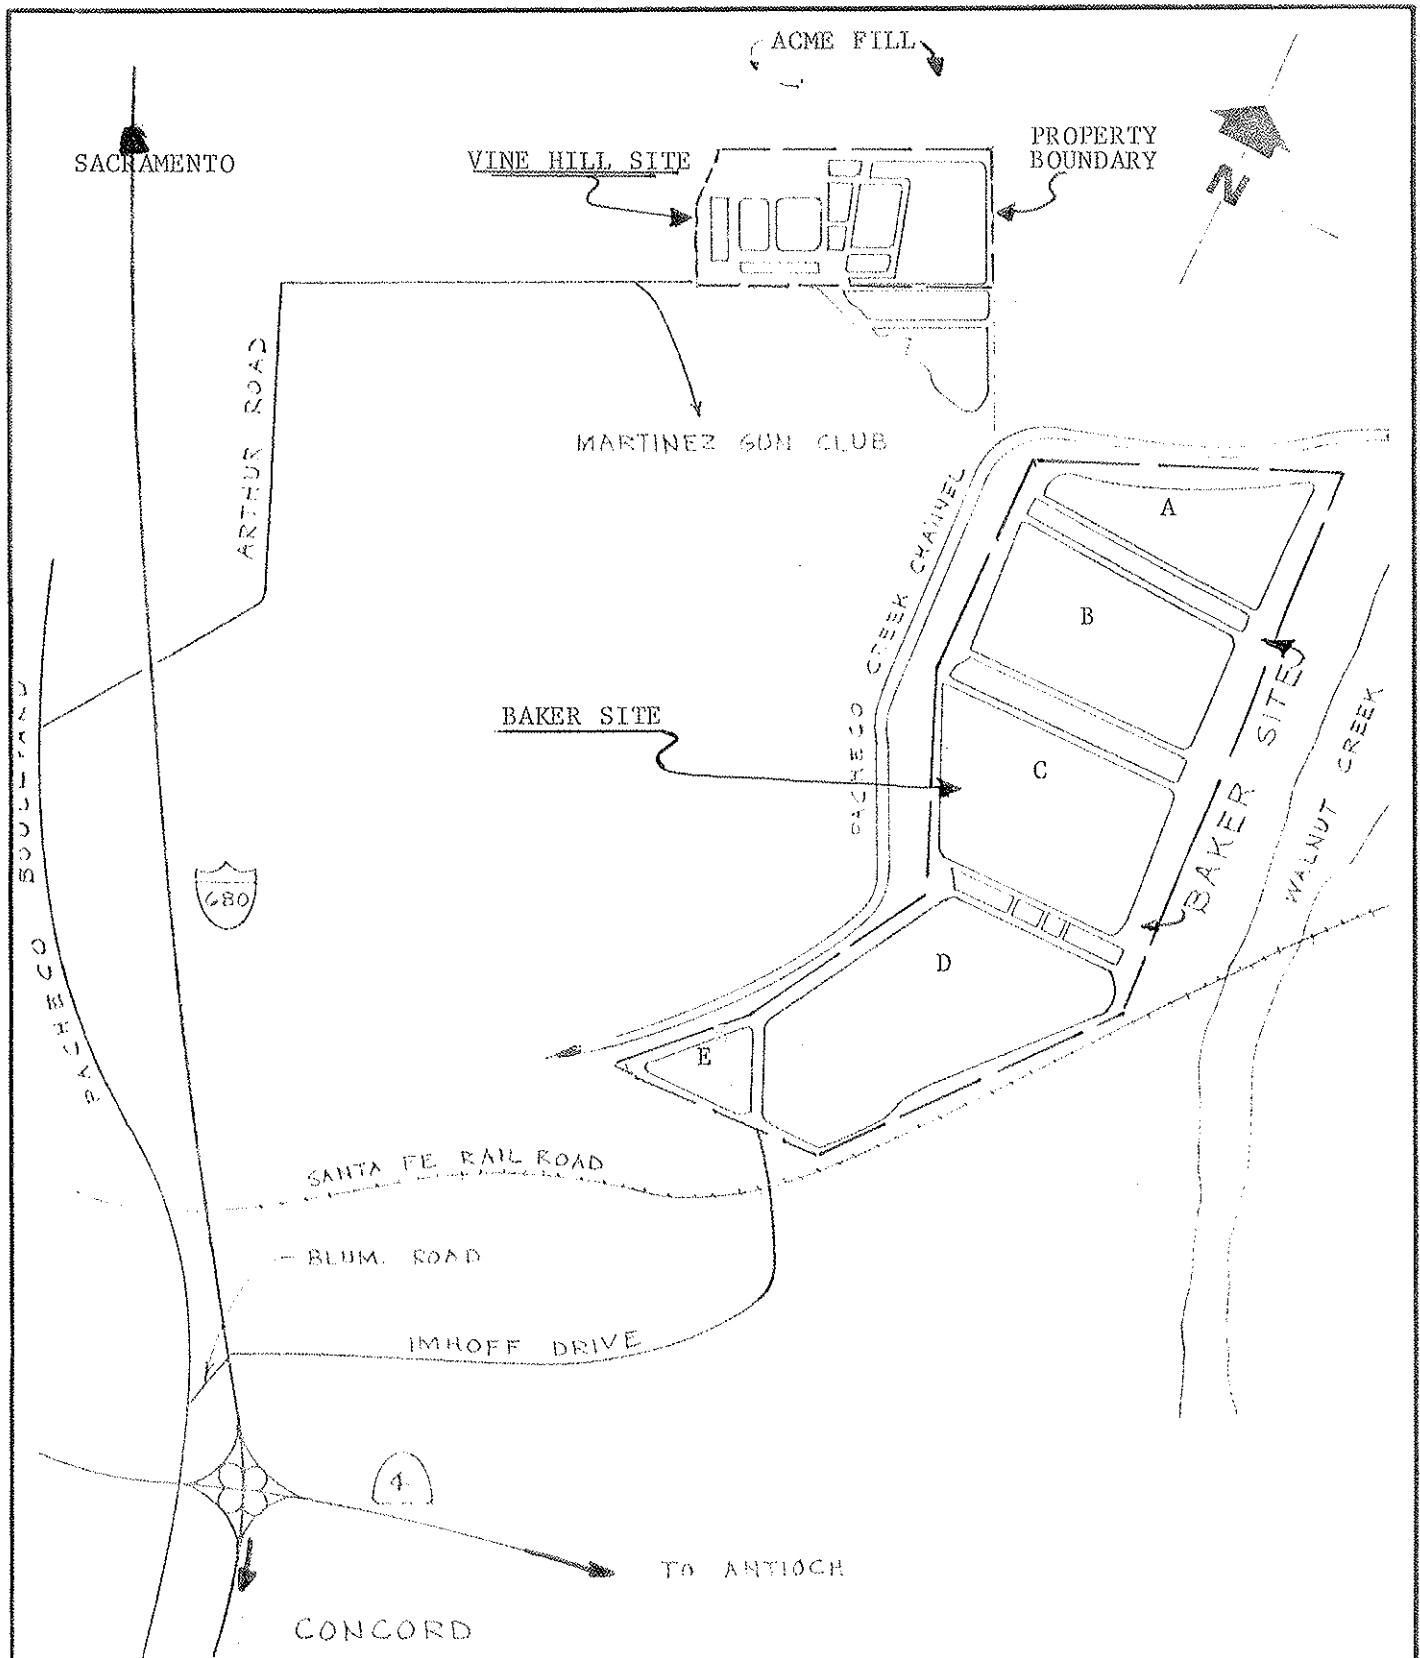 ACME FILL
SACRAMENTO
VINE HILL SITE
PROPERTY
BOUNDARY
N
ARTHUR ROAD
MARTINEZ GUN CLUB
PACHECO CREEK CHANNEL
A
B
BAKER SITE
C
BAKER SITE
WALNUT CREEK
PACHECO
680
D
E
SANTA FE RAIL ROAD
BLUM. ROAD
IMHOFF DRIVE
4
TO ANTIOCH
CONCORD